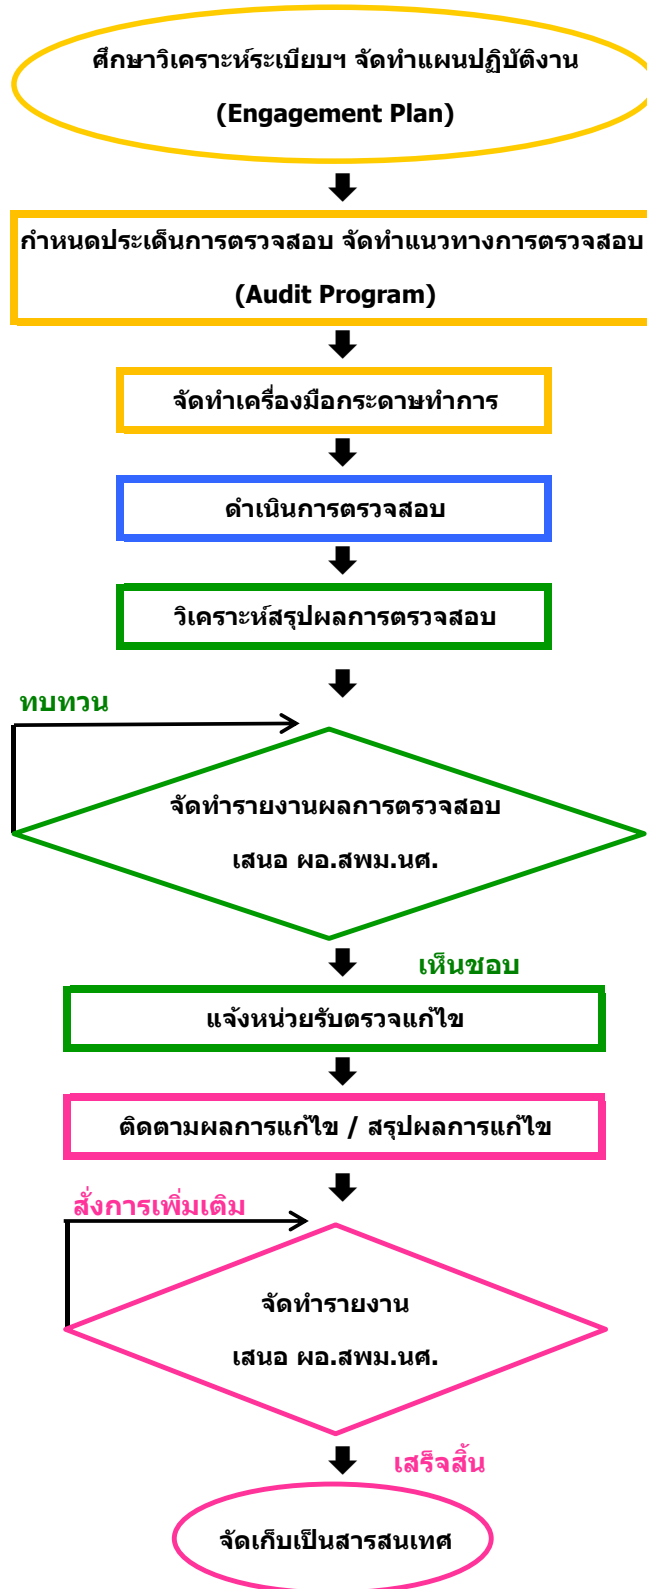 ศึกษาวิเคราะห์ระเบียบฯ จัดทำแผนปฏิบัติงาน
(Engagement Plan)
กำหนดประเด็นการตรวจสอบ จัดทำแนวทางการตรวจสอบ
(Audit Program)
จัดทำเครื่องมือกระดาษทำการ
ดำเนินการตรวจสอบ
วิเคราะห์สรุปผลการตรวจสอบ
ทบทวน
จัดทำรายงานผลการตรวจสอบ
เสนอ ผอ.สพม.นศ.
เห็นชอบ
แจ้งหน่วยรับตรวจแก้ไข
ติดตามผลการแก้ไข / สรุปผลการแก้ไข
สั่งการเพิ่มเติม
จัดทำรายงาน
เสนอ ผอ.สพม.นศ.
เสร็จสิ้น
จัดเก็บเป็นสารสนเทศ